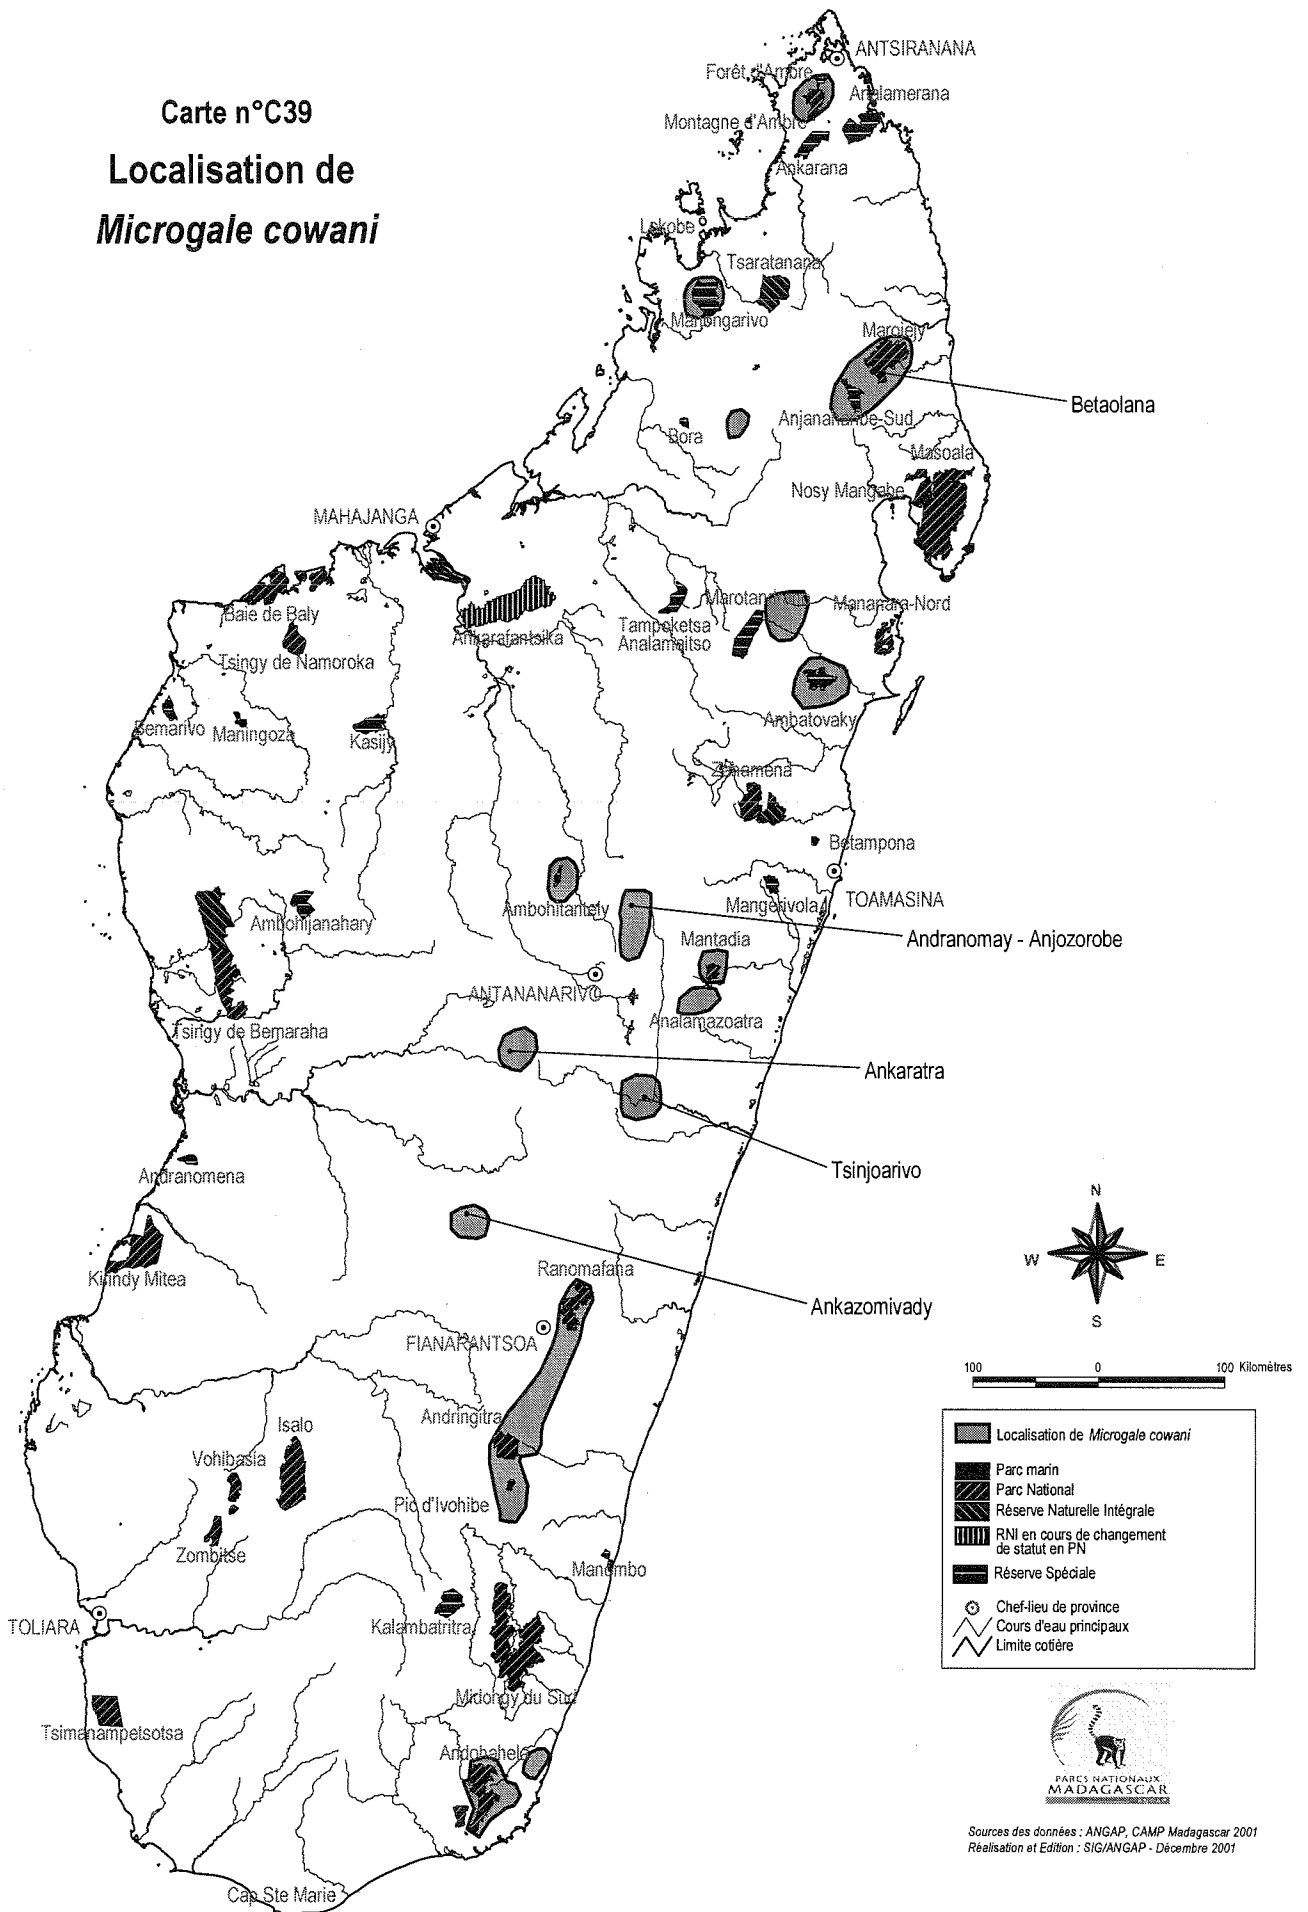 Carte n°C39
Localisation de
Microgale cowani
ANTSIRANANA
Forêt d'Ambre
Analamerana
Montagne d'Ambre
Ankarana
Lokobe
Tsaratanana
Manongarivo
Marojejy
Betaolana
Anjanaharibe-Sud
Bora
Masoala
Nosy Mangabe
MAHAJANGA
Baie de Baly
Ankarafantsika
Tampoketsa
Analamaitso
Marotandrano
Mananara-Nord
Tsingy de Namoroka
Bemarivo
Maningoza
Kasijy
Ambatovaky
Zahamena
Betampona
TOAMASINA
Mangerivola
Ambohitantely
Ambohijanahary
Andranomay - Anjozorobe
Mantadia
ANTANANARIVO
Analamazoatra
Tsingy de Bemaraha
Ankaratra
Tsinjoarivo
Andranomena
Kirindy Mitea
Ranomafana
Ankazomivady
FIANARANTSOA
Andringitra
Isalo
Vohibasia
Pic d'Ivohibe
Zombitse
Manombo
TOLIARA
Kalambatritra
Midongy du Sud
Tsimanampetsotsa
Andohahela
Cap Ste Marie
N
W
E
S
100 0 100 Kilomètres
Localisation de Microgale cowani
Parc marin
Parc National
Réserve Naturelle Intégrale
RNI en cours de changement
de statut en PN
Réserve Spéciale
Chef-lieu de province
Cours d'eau principaux
Limite cotière
PARCS NATIONAUX
MADAGASCAR
Sources des données : ANGAP, CAMP Madagascar 2001
Réalisation et Edition : SIG/ANGAP - Décembre 2001